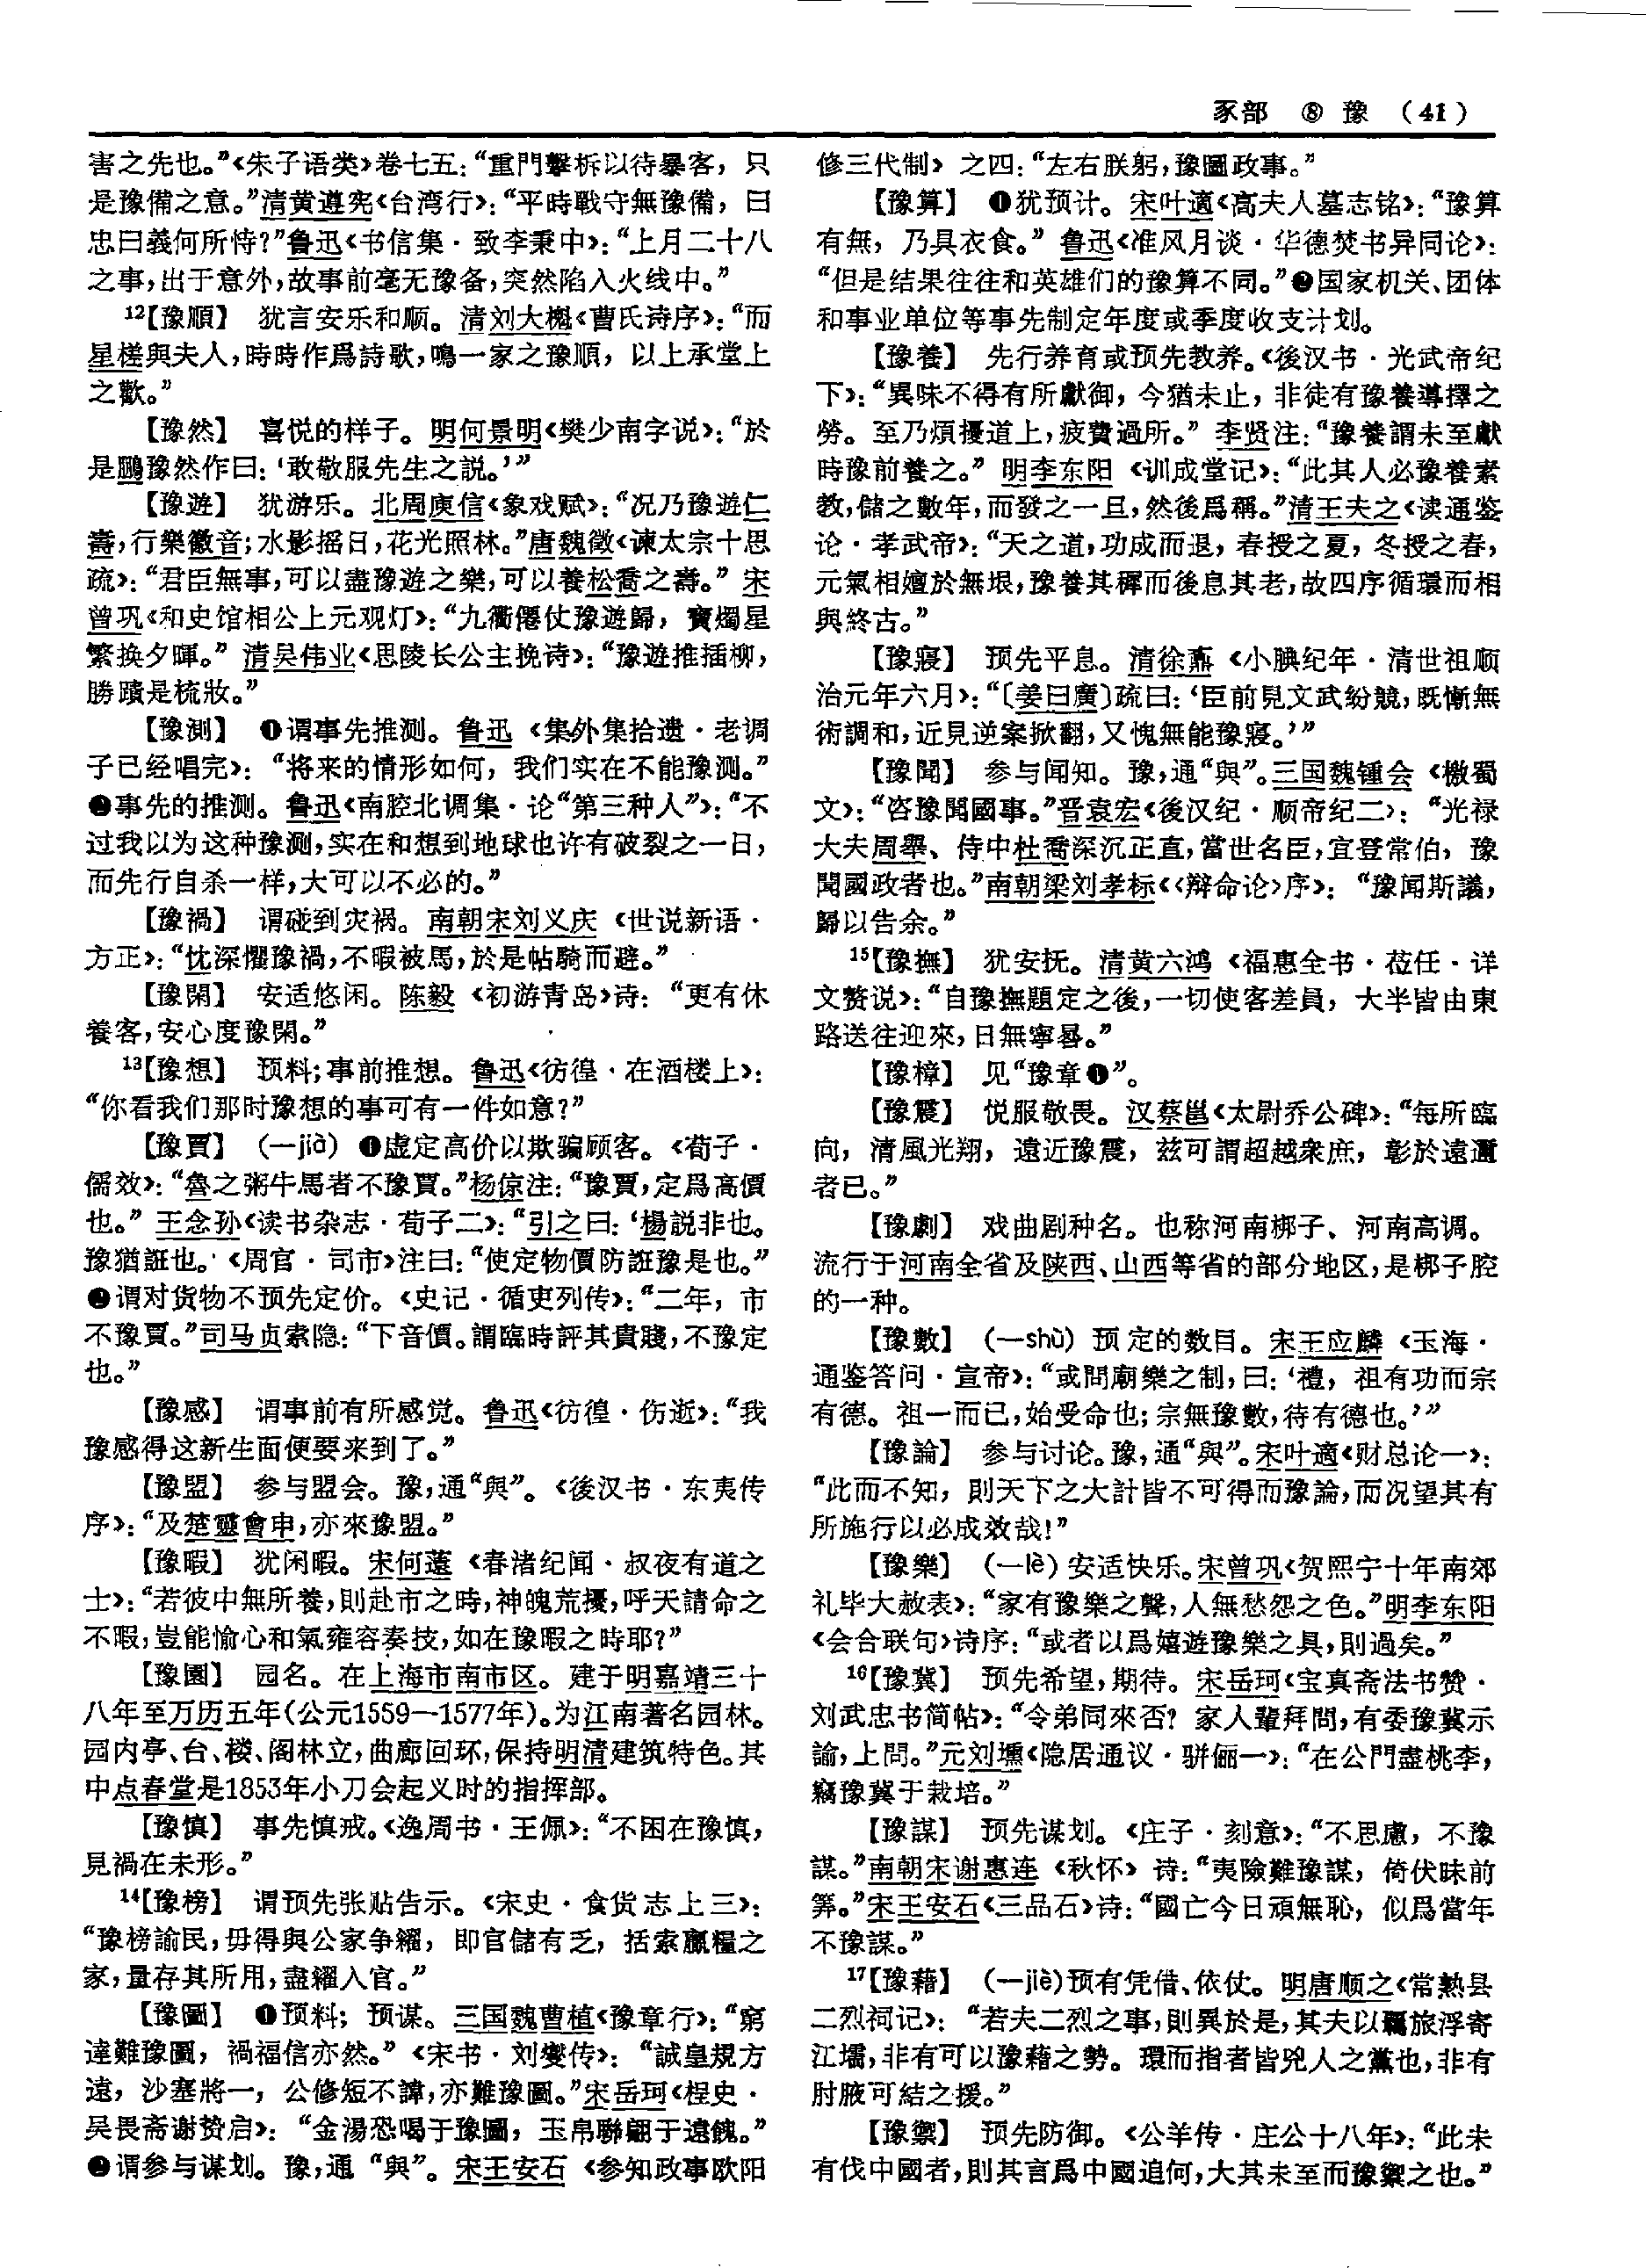 豕部 ⑧ 豫 （41）
害之先也。”《朱子语类》卷七五：“重門擊柝以待暴客，只
是豫備之意。”清黄遵宪《台湾行》：“平時戰守無豫備，曰
忠曰義何所恃？”鲁迅《书信集·致李秉中》：“上月二十八
之事，出于意外，故事前毫无豫备，突然陷入火线中。”
12【豫順】 犹言安乐和顺。清刘大櫆《曹氏诗序》：“而
星槎與夫人，時時作爲詩歌，鳴一家之豫順，以上承堂上
之歡。”
【豫然】 喜悦的样子。明何景明《樊少南字说》：“於
是鵬豫然作曰：‘敢敬服先生之説。’”
【豫遊】 犹游乐。北周庾信《象戏赋》：“况乃豫遊仁
壽，行樂徽音；水影摇日，花光照林。”唐魏徵《谏太宗十思
疏》：“君臣無事，可以盡豫遊之樂，可以養松喬之壽。” 宋
曾巩《和史馆相公上元观灯》：“九衢僊仗豫遊歸，寶燭星
繁换夕暉。” 清吴伟业《思陵长公主挽诗》：“豫遊推插柳，
勝蹟是梳妝。”
【豫测】 ❶谓事先推测。鲁迅《集外集拾遗·老调
子已经唱完》：“将来的情形如何，我们实在不能豫测。”
❷事先的推测。鲁迅《南腔北调集·论“第三种人”》：“不
过我以为这种豫测，实在和想到地球也许有破裂之一日，
而先行自杀一样，大可以不必的。”
【豫禍】 谓碰到灾祸。南朝宋刘义庆《世说新语·
方正》：“忱深懼豫禍，不暇被馬，於是帖騎而避。”
【豫閑】 安适悠闲。陈毅《初游青岛》诗：“更有休
養客，安心度豫閑。”
13【豫想】 预料；事前推想。鲁迅《彷徨·在酒楼上》：
“你看我们那时豫想的事可有一件如意？”
【豫賈】 （—jià）❶虚定高价以欺骗顾客。《荀子·
儒效》：“魯之粥牛馬者不豫賈。”杨倞注：“豫賈，定爲高價
也。” 王念孙《读书杂志·荀子二》：“引之曰：‘楊説非也。
豫猶誑也。’《周官·司市》注曰：“使定物價防誑豫是也。”
❷谓对货物不预先定价。《史记·循吏列传》：“二年，市
不豫賈。”司马贞索隐：“下音價。謂臨時評其貴賤，不豫定
也。”
【豫感】 谓事前有所感觉。鲁迅《彷徨·伤逝》：“我
豫感得这新生面便要来到了。”
【豫盟】 参与盟会。豫，通“與”。《後汉书·东夷传
序》：“及楚靈會申，亦來豫盟。”
【豫暇】 犹闲暇。宋何薳《春渚纪闻·叔夜有道之
士》：“若彼中無所養，則赴市之時，神魄荒擾，呼天請命之
不暇，豈能愉心和氣雍容奏技，如在豫暇之時耶？”
【豫園】 园名。在上海市南市区。建于明嘉靖三十
八年至万历五年（公元1559—1577年）。为江南著名园林。
园内亭、台、楼、阁林立，曲廊回环，保持明清建筑特色。其
中点春堂是1853年小刀会起义时的指挥部。
【豫慎】 事先慎戒。《逸周书·王佩》：“不困在豫慎，
見禍在未形。”
14【豫榜】 谓预先张贴告示。《宋史·食货志上三》：
“豫榜諭民，毋得與公家争糴，即官儲有乏，括索贏糧之
家，量存其所用，盡糴入官。”
【豫圖】 ❶预料；预谋。三国魏曹植《豫章行》：“窮
達難豫圖，禍福信亦然。”《宋书·刘燮传》：“誠皇規方
遠，沙塞將一，公修短不諱，亦難豫圖。”宋岳珂《桯史·
吴畏斋谢贽启》：“金湯恐喝于豫圖，玉帛聯翩于遠餽。”
❷谓参与谋划。豫，通“與”。宋王安石《参知政事欧阳
修三代制》之四：“左右朕躬，豫圖政事。”
【豫算】 ❶犹预计。宋叶適《高夫人墓志铭》：“豫算
有無，乃具衣食。” 鲁迅《准风月谈·华德焚书异同论》：
“但是结果往往和英雄们的豫算不同。”❷国家机关、团体
和事业单位等事先制定年度或季度收支计划。
【豫養】 先行养育或预先教养。《後汉书·光武帝纪
下》：“異味不得有所獻御，今猶未止，非徒有豫養導擇之
勞。至乃煩擾道上，疲費過所。” 李贤注：“豫養謂未至獻
時豫前養之。” 明李东阳《训成堂记》：“此其人必豫養素
教，儲之數年，而發之一旦，然後爲稱。”清王夫之《读通鉴
论·孝武帝》：“天之道，功成而退，春授之夏，冬授之春，
元氣相嬗於無垠，豫養其穉而後息其老，故四序循環而相
與終古。”
【豫寢】 预先平息。清徐鼒《小腆纪年·清世祖顺
治元年六月》：“〔姜曰廣〕疏曰：‘臣前見文武紛競，既慚無
術調和，近見逆案掀翻，又愧無能豫寢。’”
【豫聞】 参与闻知。豫，通“與”。三国魏锺会《檄蜀
文》：“咨豫聞國事。”晋袁宏《後汉纪·顺帝纪二》：“光禄
大夫周舉、侍中杜喬深沉正直，當世名臣，宜登常伯，豫
聞國政者也。”南朝梁刘孝标《〈辩命论〉序》：“豫闻斯議，
歸以告余。”
15【豫撫】 犹安抚。清黄六鸿《福惠全书·莅任·详
文赘说》：“自豫撫題定之後，一切使客差員，大半皆由東
路送往迎來，日無寧晷。”
【豫樟】 见“豫章❶”。
【豫震】 悦服敬畏。汉蔡邕《太尉乔公碑》：“每所臨
向，清風光翔，遠近豫震，兹可謂超越衆庶，彰於遠邇
者已。”
【豫劇】 戏曲剧种名。也称河南梆子、河南高调。
流行于河南全省及陕西、山西等省的部分地区，是梆子腔
的一种。
【豫數】 （—shù）预定的数目。宋王应麟《玉海·
通鉴答问·宣帝》：“或問廟樂之制，曰：‘禮，祖有功而宗
有德。祖一而已，始受命也；宗無豫數，待有德也。’”
【豫論】 参与讨论。豫，通“與”。宋叶適《财总论一》：
“此而不知，則天下之大計皆不可得而豫論，而况望其有
所施行以必成效哉！”
【豫樂】 （—lè）安适快乐。宋曾巩《贺熙宁十年南郊
礼毕大赦表》：“家有豫樂之聲，人無愁怨之色。”明李东阳
《会合联句》诗序：“或者以爲嬉遊豫樂之具，則過矣。”
16【豫冀】 预先希望，期待。宋岳珂《宝真斋法书赞·
刘武忠书简帖》：“令弟同來否？家人輩拜問，有委豫冀示
諭，上問。”元刘壎《隐居通议·骈俪一》：“在公門盡桃李，
竊豫冀于栽培。”
【豫謀】 预先谋划。《庄子·刻意》：“不思慮，不豫
謀。”南朝宋谢惠连《秋怀》诗：“夷險難豫謀，倚伏昧前
筭。”宋王安石《三品石》诗：“國亡今日頑無恥，似爲當年
不豫謀。”
17【豫藉】 （—jiè）预有凭借、依仗。明唐顺之《常熟县
二烈祠记》：“若夫二烈之事，則異於是，其夫以羈旅浮寄
江壖，非有可以豫藉之勢。環而指者皆兇人之黨也，非有
肘腋可結之援。”
【豫禦】 预先防御。《公羊传·庄公十八年》：“此未
有伐中國者，則其言爲中國追何，大其未至而豫禦之也。”